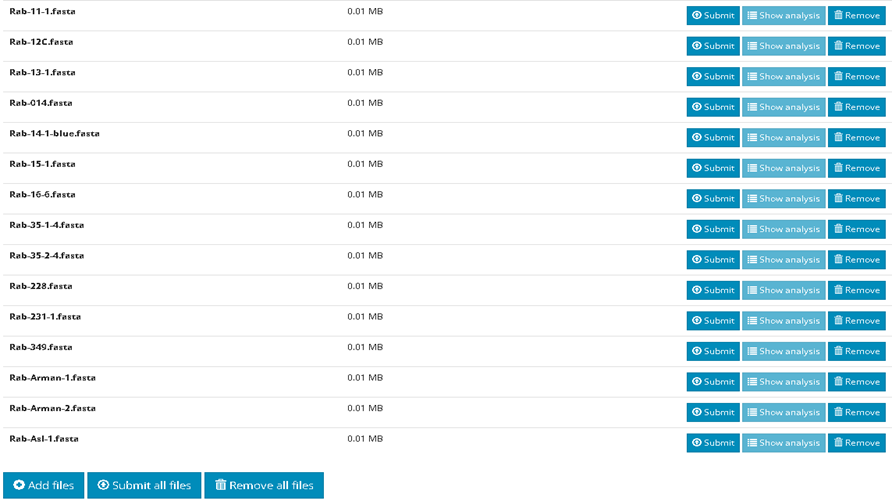 Rab-11-1.fasta 0.01 MB Submit Show analysis Remove
Rab-12C.fasta 0.01 MB Submit Show analysis Remove
Rab-13-1.fasta 0.01 MB Submit Show analysis Remove
Rab-014.fasta 0.01 MB Submit Show analysis Remove
Rab-14-1-blue.fasta 0.01 MB Submit Show analysis Remove
Rab-15-1.fasta 0.01 MB Submit Show analysis Remove
Rab-16-6.fasta 0.01 MB Submit Show analysis Remove
Rab-35-1-4.fasta 0.01 MB Submit Show analysis Remove
Rab-35-2-4.fasta 0.01 MB Submit Show analysis Remove
Rab-228.fasta 0.01 MB Submit Show analysis Remove
Rab-231-1.fasta 0.01 MB Submit Show analysis Remove
Rab-349.fasta 0.01 MB Submit Show analysis Remove
Rab-Arman-1.fasta 0.01 MB Submit Show analysis Remove
Rab-Arman-2.fasta 0.01 MB Submit Show analysis Remove
Rab-Asl-1.fasta 0.01 MB Submit Show analysis Remove
Add files Submit all files Remove all files